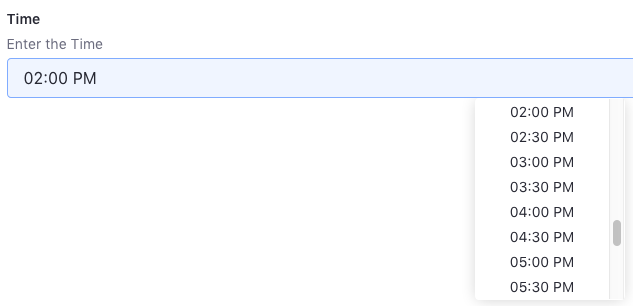 Time
Enter the Time
02:00 PM
02:00 PM
02:30 PM
03:00 PM
03:30 PM
04:00 PM
04:30 PM
05:00 PM
05:30 PM